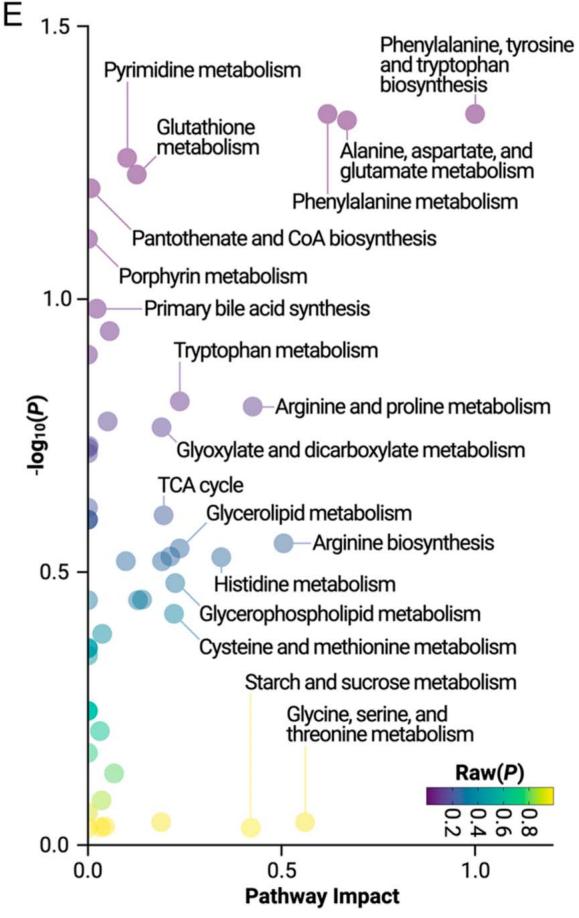 E
1.5
Phenylalanine, tyrosine
and tryptophan
biosynthesis
Pyrimidine metabolism
Glutathione
metabolism
Alanine, aspartate, and
glutamate metabolism
Phenylalanine metabolism
Pantothenate and CoA biosynthesis
Porphyrin metabolism
1.0
Primary bile acid synthesis
Tryptophan metabolism
Arginine and proline metabolism
Glyoxylate and dicarboxylate metabolism
-log10(P)
TCA cycle
Glycerolipid metabolism
Arginine biosynthesis
0.5
Histidine metabolism
Glycerophospholipid metabolism
Cysteine and methionine metabolism
Starch and sucrose metabolism
Glycine, serine, and
threonine metabolism
Raw(P)
0.2 0.4 0.6 0.8
0.0
0.0 0.5 1.0
Pathway Impact